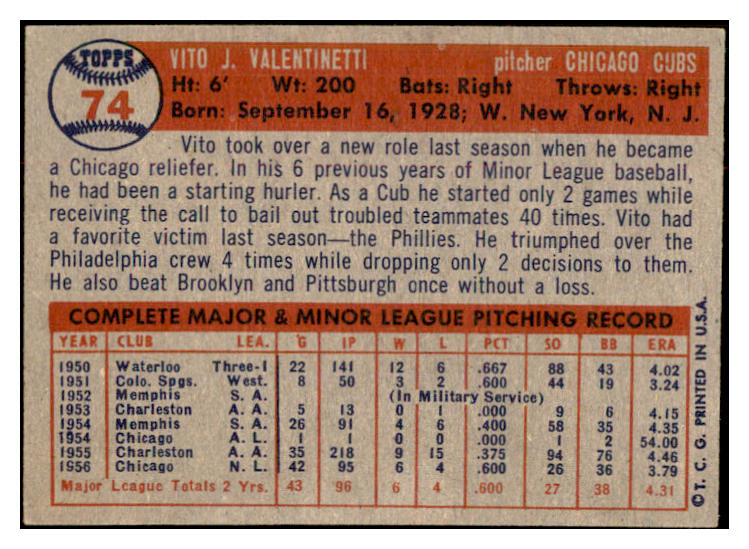 TOPPS
74
VITO J. VALENTINETTI pitcher CHICAGO CUBS
Ht: 6' Wt: 200 Bats: Right Throws: Right
Born: September 16, 1928; W. New York, N. J.
Vito took over a new role last season when he became
a Chicago reliefer. In his 6 previous years of Minor League baseball,
he had been a starting hurler. As a Cub he started only 2 games while
receiving the call to bail out troubled teammates 40 times. Vito had
a favorite victim last season—the Phillies. He triumphed over the
Philadelphia crew 4 times while dropping only 2 decisions to them.
He also beat Brooklyn and Pittsburgh once without a loss.
COMPLETE MAJOR & MINOR LEAGUE PITCHING RECORD
YEAR CLUB LEA. G IP W L PCT SO BB ERA
1950 Waterloo Three-I 22 141 12 6 .667 88 43 4.02
1951 Colo. Spgs. West. 8 50 3 2 .600 44 19 3.24
1952 Memphis S. A. (In Military Service)
1953 Charleston A. A. 5 13 0 1 .000 9 6 4.15
1954 Memphis S. A. 26 91 4 6 .400 58 35 4.35
1954 Chicago A. L. 1 1 0 0 .000 1 2 54.00
1955 Charleston A. A. 35 218 9 15 .375 94 76 4.46
1956 Chicago N. L. 42 95 6 4 .600 26 36 3.79
Major League Totals 2 Yrs. 43 96 6 4 .600 27 38 4.31
©T. C. G. PRINTED IN U.S.A.